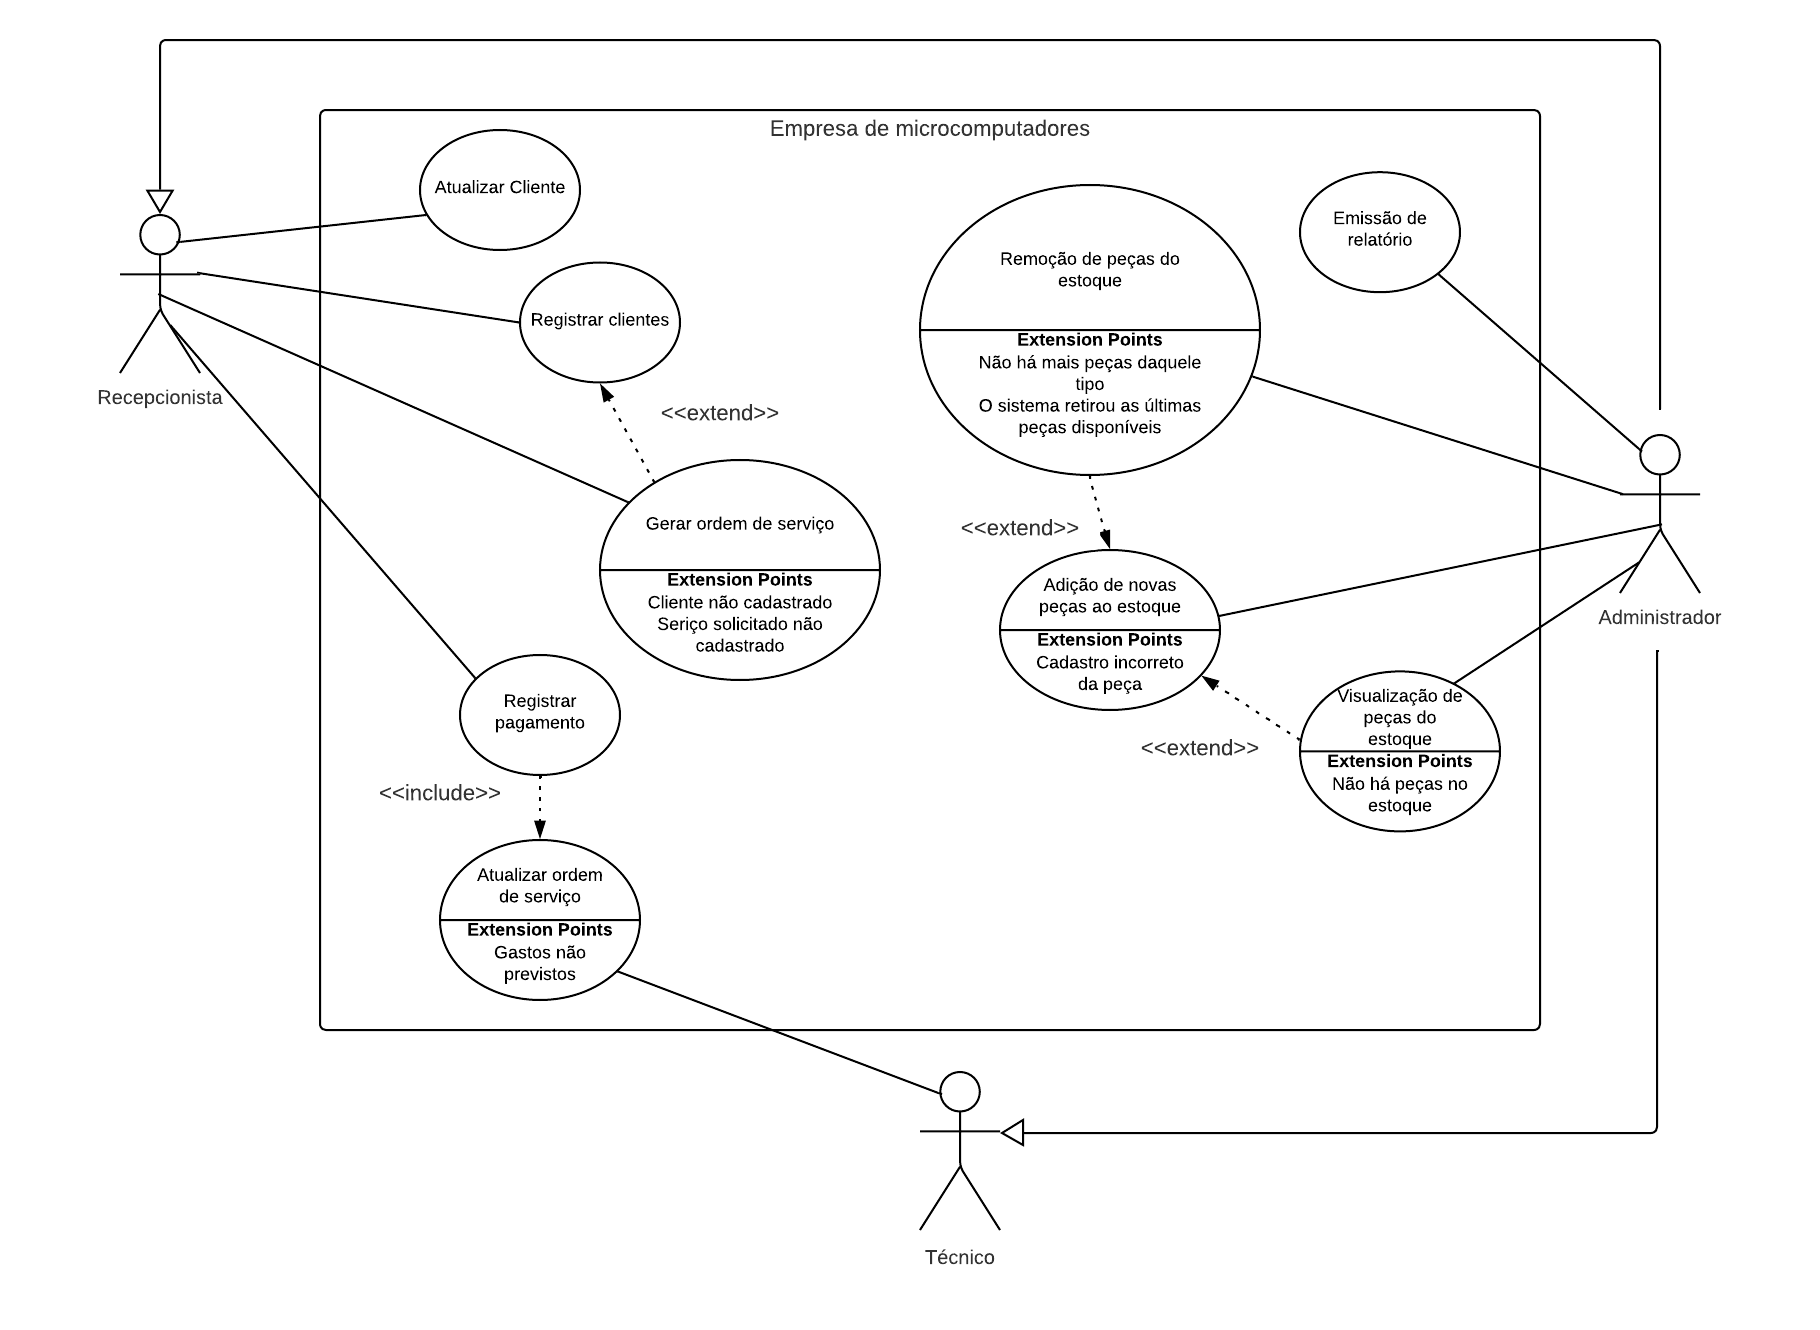 Empresa de microcomputadores
Atualizar Cliente
Registrar clientes
Recepcionista
<<extend>>
Gerar ordem de serviço
Extension Points
Cliente não cadastrado
Seriço solicitado não
cadastrado
Registrar
pagamento
<<include>>
Atualizar ordem
de serviço
Extension Points
Gastos não
previstos
Remoção de peças do
estoque
Extension Points
Não há mais peças daquele
tipo
O sistema retirou as últimas
peças disponíveis
Emissão de
relatório
<<extend>>
Adição de novas
peças ao estoque
Extension Points
Cadastro incorreto
da peça
<<extend>>
Visualização de
peças do
estoque
Extension Points
Não há peças no
estoque
Administrador
Técnico